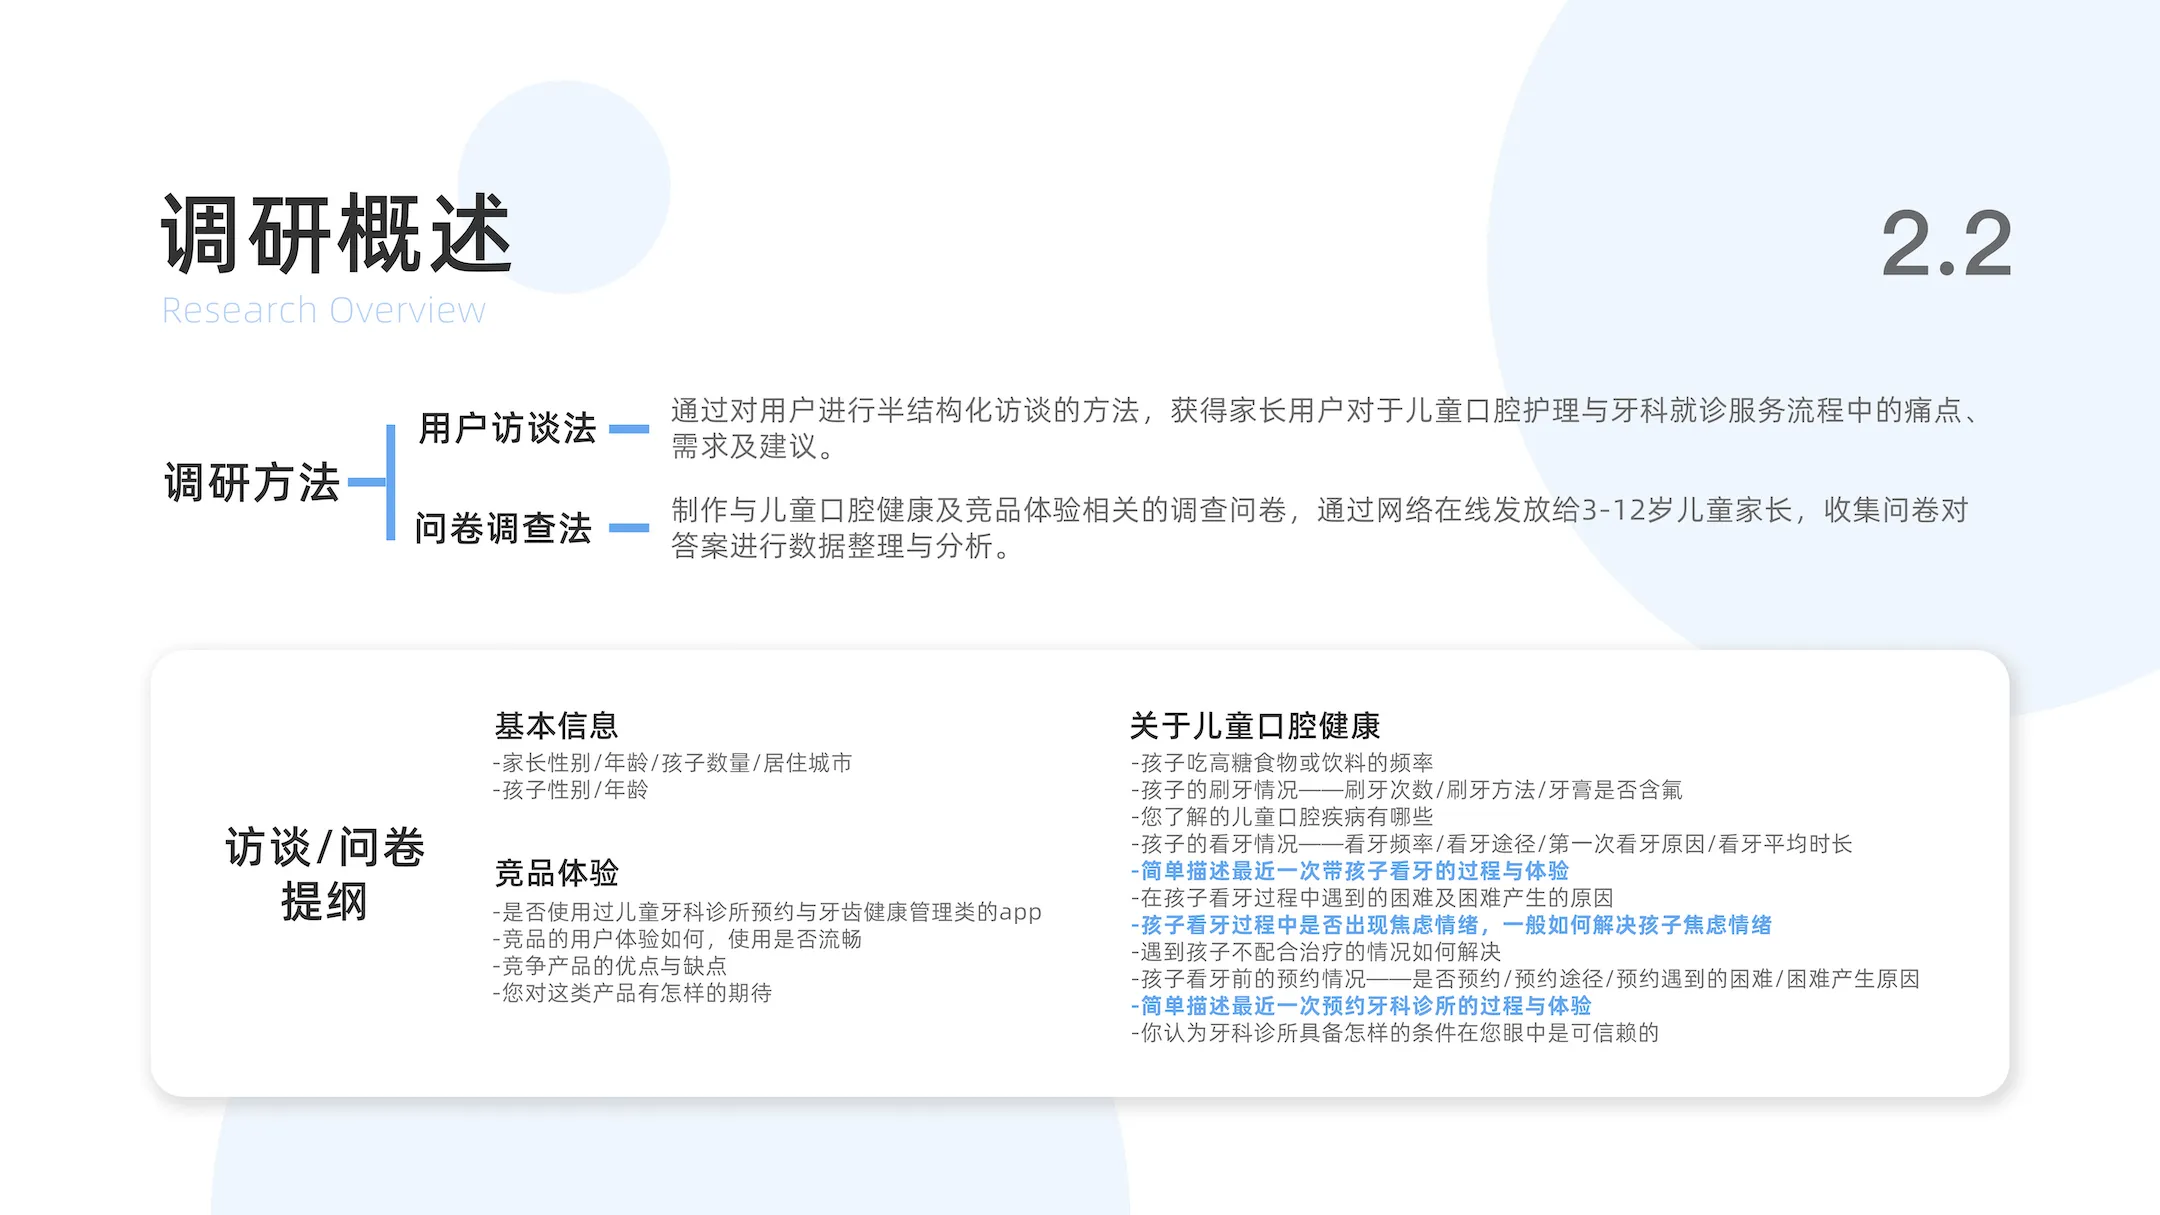 调研概述
Research Overview
2.2
调研方法
用户访谈法
通过对用户进行半结构化访谈的方法，获得家长用户对于儿童口腔护理与牙科就诊服务流程中的痛点、
需求及建议。
问卷调查法
制作与儿童口腔健康及竞品体验相关的调查问卷，通过网络在线发放给3-12岁儿童家长，收集问卷对
答案进行数据整理与分析。
访谈/问卷
提纲
基本信息
-家长性别/年龄/孩子数量/居住城市
-孩子性别/年龄
竞品体验
-是否使用过儿童牙科诊所预约与牙齿健康管理类的app
-竞品的用户体验如何，使用是否流畅
-竞争产品的优点与缺点
-您对这类产品有怎样的期待
关于儿童口腔健康
-孩子吃高糖食物或饮料的频率
-孩子的刷牙情况——刷牙次数/刷牙方法/牙膏是否含氟
-您了解的儿童口腔疾病有哪些
-孩子的看牙情况——看牙频率/看牙途径/第一次看牙原因/看牙平均时长
-简单描述最近一次带孩子看牙的过程与体验
-在孩子看牙过程中遇到的困难及困难产生的原因
-孩子看牙过程中是否出现焦虑情绪，一般如何解决孩子焦虑情绪
-遇到孩子不配合治疗的情况如何解决
-孩子看牙前的预约情况——是否预约/预约途径/预约遇到的困难/困难产生原因
-简单描述最近一次预约牙科诊所的过程与体验
-你认为牙科诊所具备怎样的条件在您眼中是可信赖的